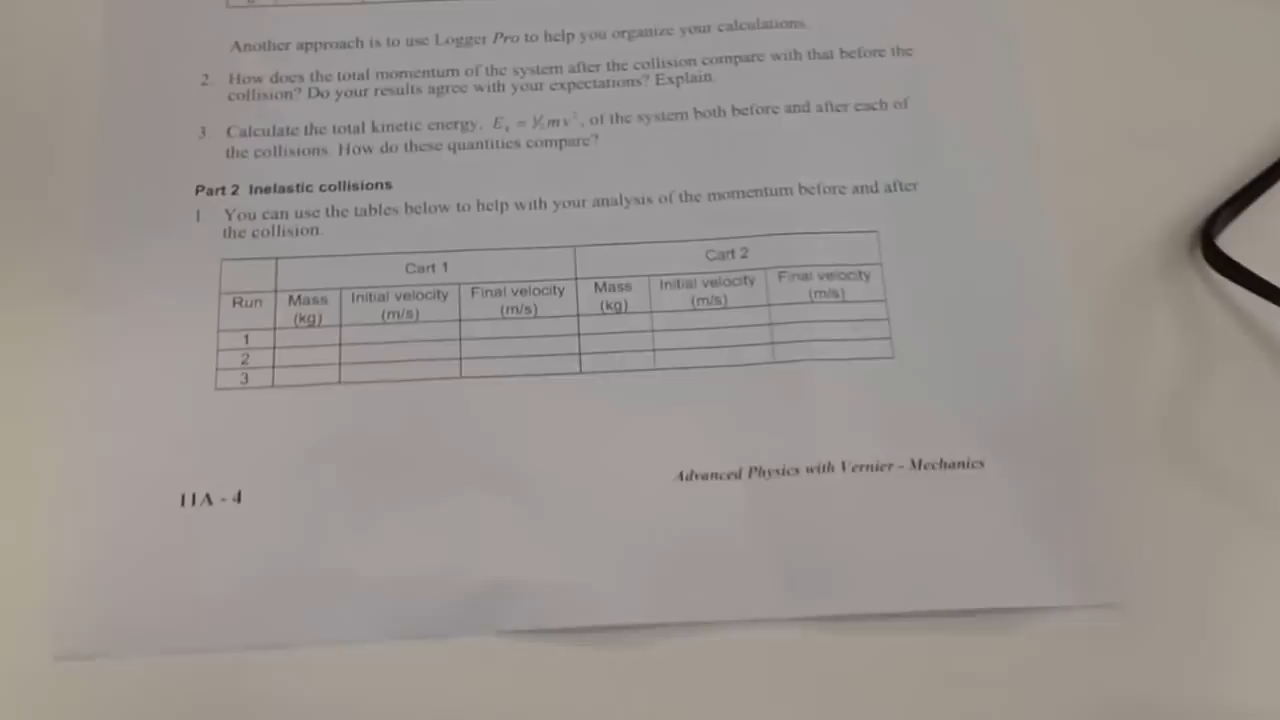 Another approach is to use Logger Pro to help you organize your calculations.
2. How does the total momentum of the system after the collision compare with that before the
collision? Do your results agree with your expectations? Explain.
3. Calculate the total kinetic energy, Eₖ = ½mv², of the system both before and after each of
the collisions. How do these quantities compare?
Part 2 Inelastic collisions
1. You can use the tables below to help with your analysis of the momentum before and after
the collision.
Cart 1 Cart 2
Run Mass (kg) Initial velocity (m/s) Final velocity (m/s) Mass (kg) Initial velocity (m/s) Final velocity (m/s)
1
2
3
Advanced Physics with Vernier - Mechanics
11A - 4